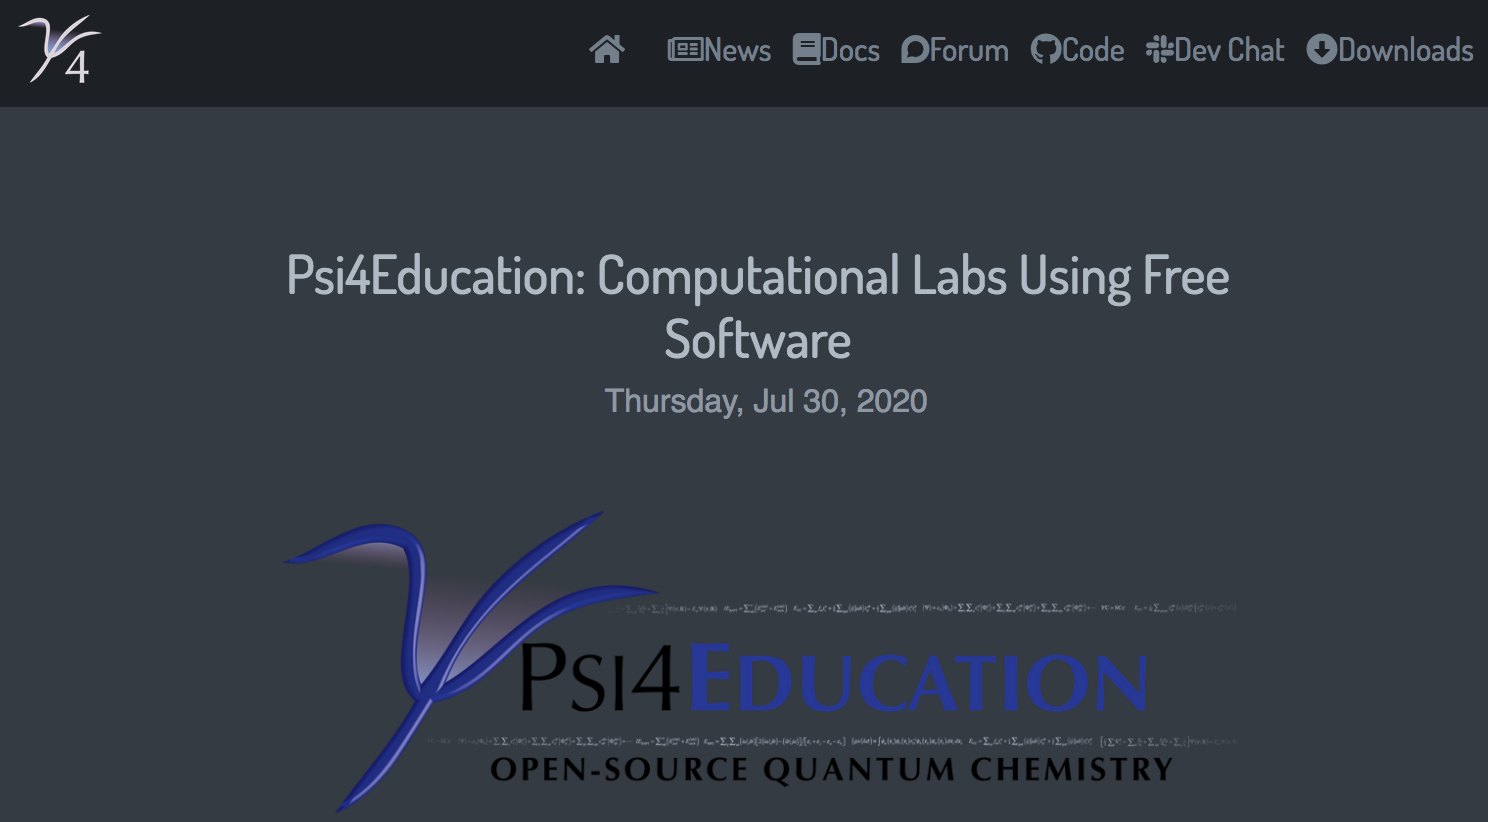 4
News Docs Forum Code Dev Chat Downloads
Psi4Education: Computational Labs Using Free
Software
Thursday, Jul 30, 2020
PSI4EDUCATION
OPEN-SOURCE QUANTUM CHEMISTRY